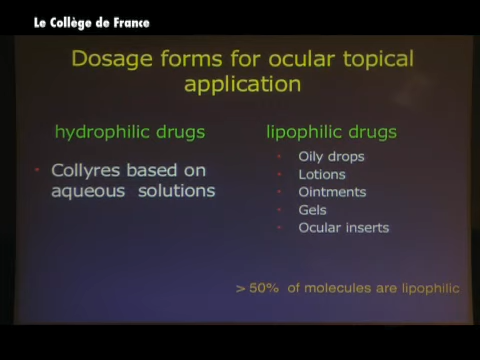 Le Collège de France
Dosage forms for ocular topical
application
hydrophilic drugs
• Collyres based on
aqueous solutions
lipophilic drugs
• Oily drops
• Lotions
• Ointments
• Gels
• Ocular inserts
> 50% of molecules are lipophilic